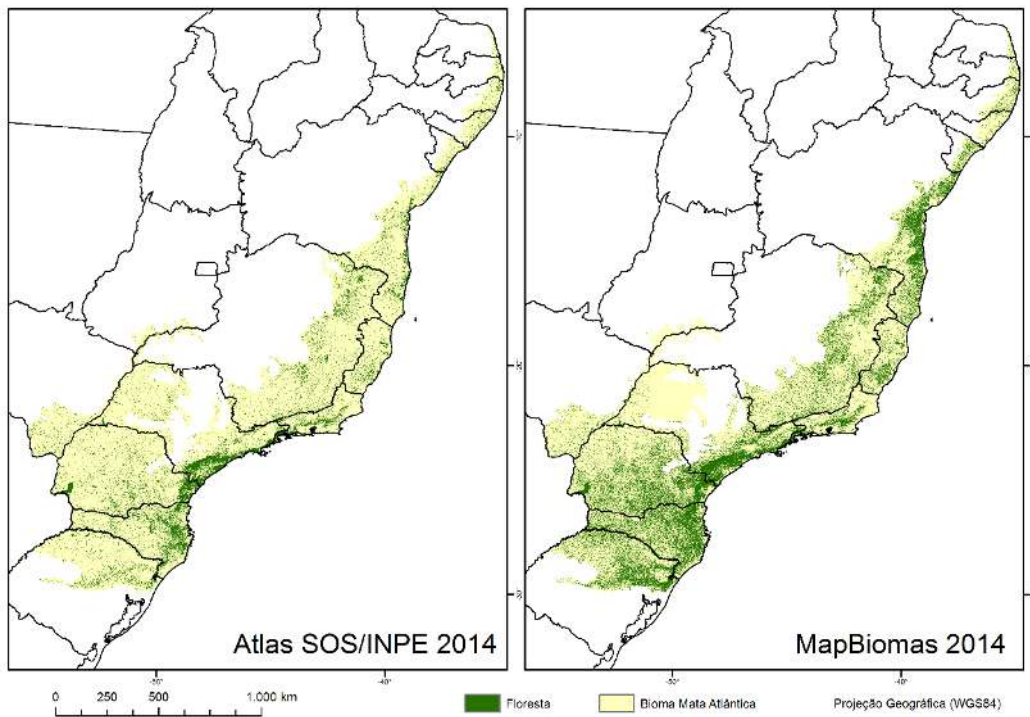 Atlas SOS/INPE 2014
MapBiomas 2014
-50°
-40°
-50°
-40°
0 250 500 1.000 km
Floresta
Bioma Mata Atlântica
Projeção Geográfica (WGS84)